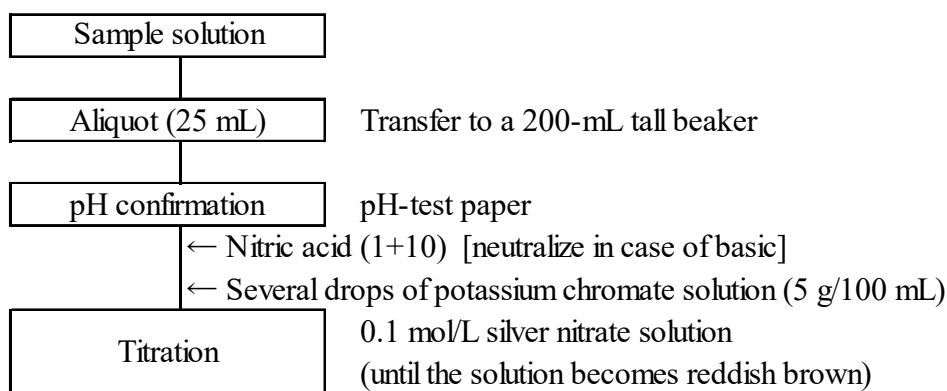 Sample solution
Aliquot (25 mL) Transfer to a 200-mL tall beaker
pH confirmation pH-test paper
← Nitric acid (1+10) [neutralize in case of basic]
← Several drops of potassium chromate solution (5 g/100 mL)
0.1 mol/L silver nitrate solution
Titration
(until the solution becomes reddish brown)